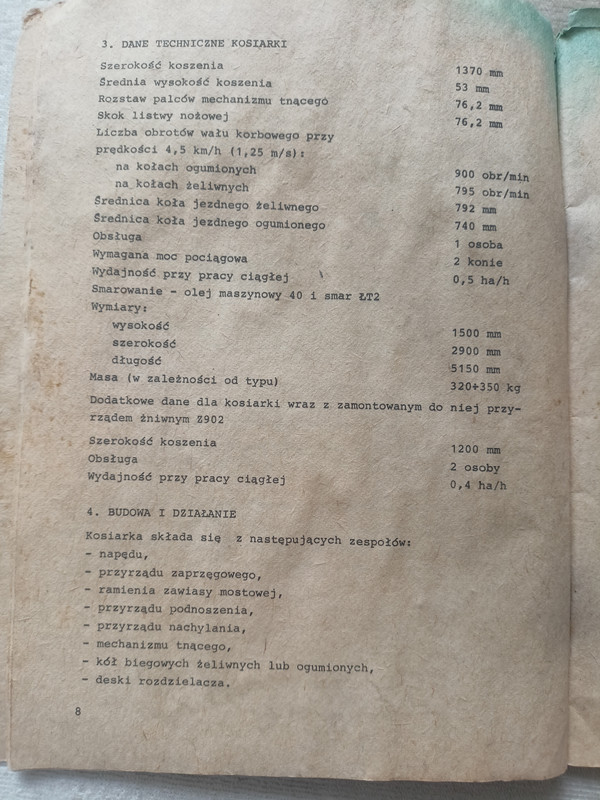 3. DANE TECHNICZNE KOSIARKI
Szerokość koszenia 1370 mm
Średnia wysokość koszenia 53 mm
Rozstaw palców mechanizmu tnącego 76,2 mm
Skok listwy nożowej 76,2 mm
Liczba obrotów wału korbowego przy
prędkości 4,5 km/h (1,25 m/s):
na kołach ogumionych 900 obr/min
na kołach żeliwnych 795 obr/min
Średnica koła jezdnego żeliwnego 792 mm
Średnica koła jezdnego ogumionego 740 mm
Obsługa 1 osoba
Wymagana moc pociągowa 2 konie
Wydajność przy pracy ciągłej 0,5 ha/h
Smarowanie - olej maszynowy 40 i smar ŁT2
Wymiary:
wysokość 1500 mm
szerokość 2900 mm
długość 5150 mm
Masa (w zależności od typu) 320÷350 kg
Dodatkowe dane dla kosiarki wraz z zamontowanym do niej przy-
rządem żniwnym Z902
Szerokość koszenia 1200 mm
Obsługa 2 osoby
Wydajność przy pracy ciągłej 0,4 ha/h
4. BUDOWA I DZIAŁANIE
Kosiarka składa się z następujących zespołów:
- napędu,
- przyrządu zaprzęgowego,
- ramienia zawiasy mostowej,
- przyrządu podnoszenia,
- przyrządu nachylania,
- mechanizmu tnącego,
- kół biegowych żeliwnych lub ogumionych,
- deski rozdzielacza.
8